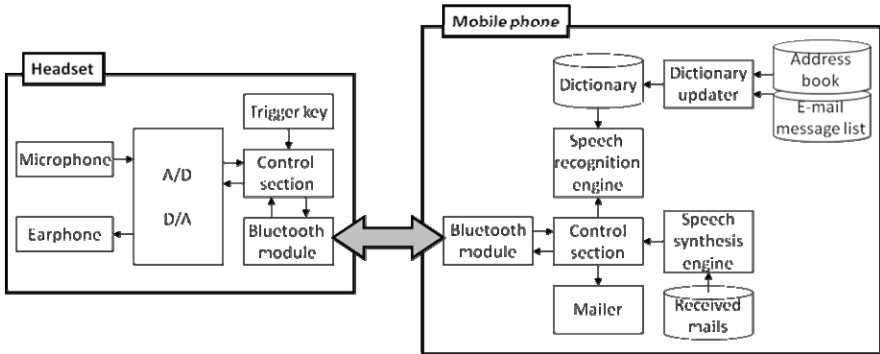 Mobile phone
Headset
Trigger key
Microphone
A/D
D/A
Control
section
Earphone
Bluetooth
module
Dictionary
Dictionary
updater
Address
book
E-mail
message list
Speech
recognition
engine
Bluetooth
module
Control
section
Speech
synthesis
engine
Mailer
Received
mails